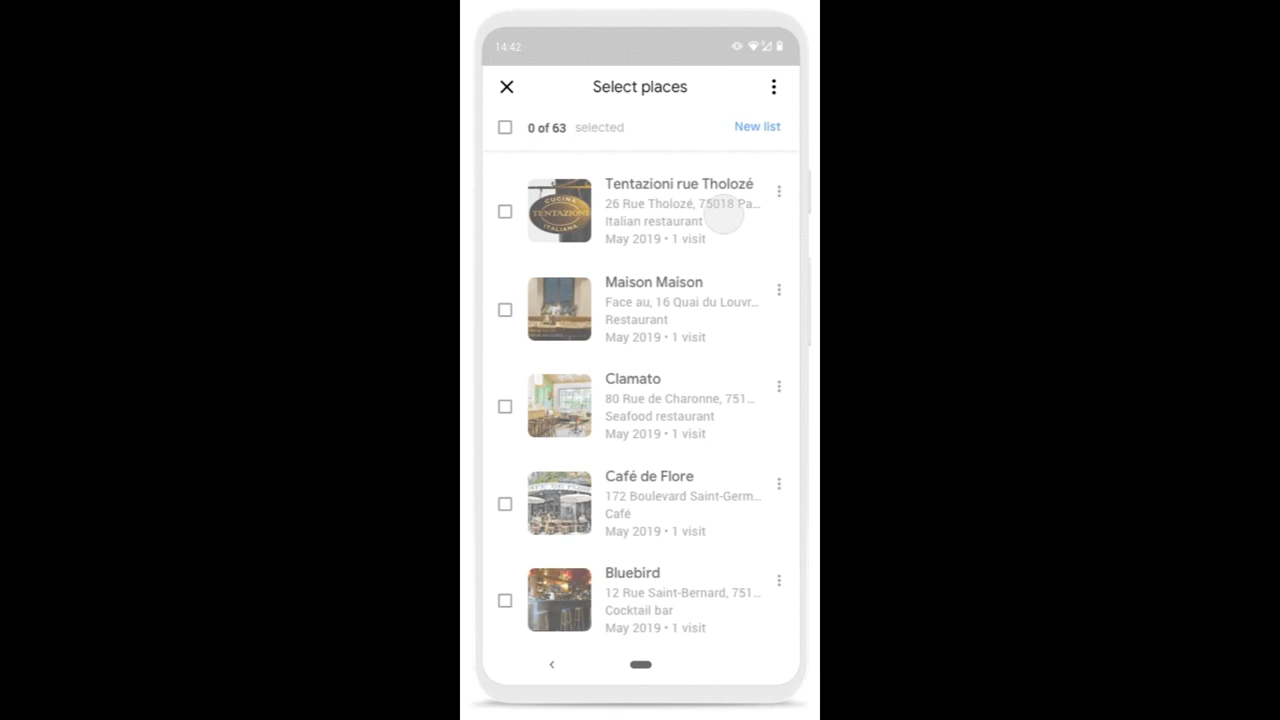 14:42
Select places
0 of 63 selected
New list
CUCINA
TENTAZIONI
ITALIANA
Tentazioni rue Tholozé
26 Rue Tholozé, 75018 Pa...
Italian restaurant
May 2019 • 1 visit
Maison Maison
Face au, 16 Quai du Louvr...
Restaurant
May 2019 • 1 visit
Clamato
80 Rue de Charonne, 751...
Seafood restaurant
May 2019 • 1 visit
Café de Flore
172 Boulevard Saint-Germ...
Café
May 2019 • 1 visit
Bluebird
12 Rue Saint-Bernard, 751...
Cocktail bar
May 2019 • 1 visit